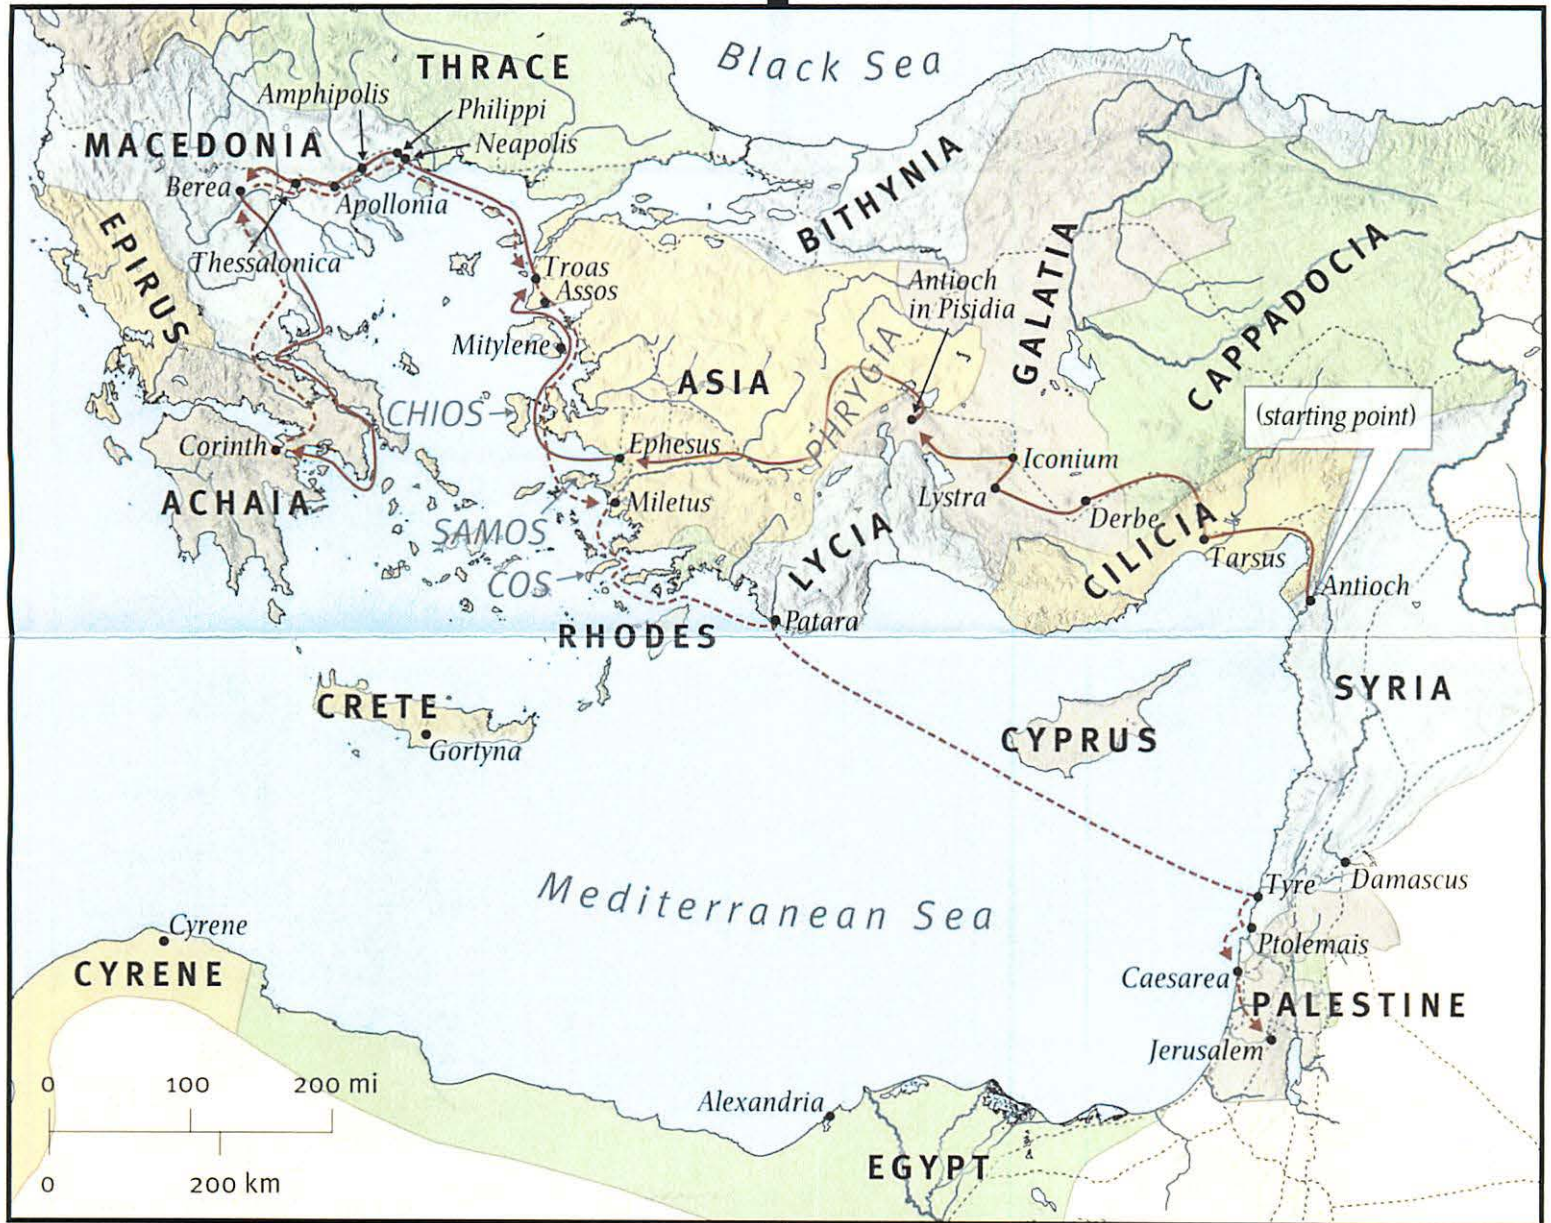 Black Sea
THRACE
Amphipolis
Philippi
Neapolis
MACEDONIA
Berea
Apollonia
Thessalonica
EPIRUS
BITHYNIA
GALATIA
CAPPADOCIA
Troas
Assos
Antioch
in Pisidia
Mitylene
ASIA
PHRYGIA
CHIOS
(starting point)
Corinth
Ephesus
Iconium
ACHAIA
Miletus
Lystra
Derbe
SAMOS
LYCIA
CILICIA
Tarsus
COS
Antioch
Patara
RHODES
SYRIA
CRETE
Gortyna
CYPRUS
Mediterranean Sea
Tyre
Damascus
Cyrene
Ptolemais
CYRENE
Caesarea
PALESTINE
Jerusalem
0 100 200 mi
Alexandria
EGYPT
0 200 km